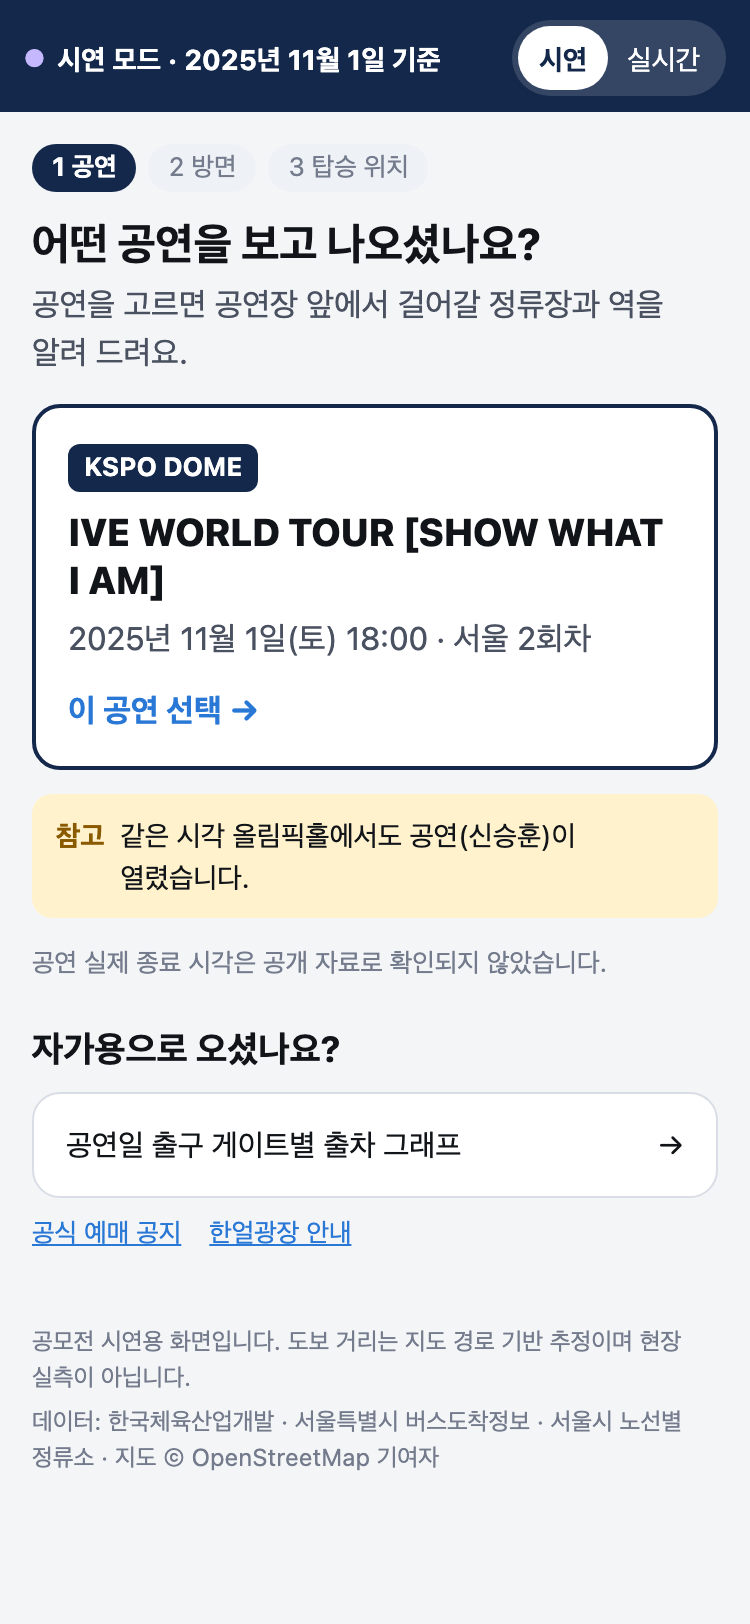 시연 모드 · 2025년 11월 1일 기준
시연
실시간
1 공연
2 방면
3 탑승 위치
어떤 공연을 보고 나오셨나요?
공연을 고르면 공연장 앞에서 걸어갈 정류장과 역을
알려 드려요.
KSPO DOME
IVE WORLD TOUR [SHOW WHAT
I AM]
2025년 11월 1일(토) 18:00 · 서울 2회차
이 공연 선택 →
참고 같은 시각 올림픽홀에서도 공연(신승훈)이
열렸습니다.
공연 실제 종료 시각은 공개 자료로 확인되지 않았습니다.
자가용으로 오셨나요?
공연일 출구 게이트별 출차 그래프 →
공식 예매 공지 한얼광장 안내
공모전 시연용 화면입니다. 도보 거리는 지도 경로 기반 추정이며 현장
실측이 아닙니다.
데이터: 한국체육산업개발 · 서울특별시 버스도착정보 · 서울시 노선별
정류소 · 지도 © OpenStreetMap 기여자